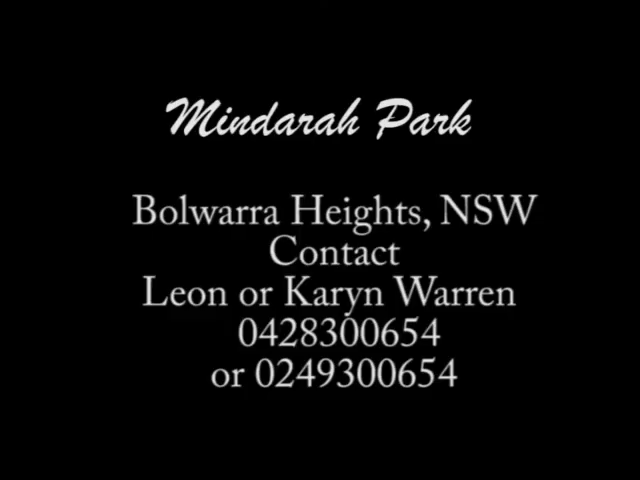 Mindarah Park
Bolwarra Heights, NSW
Contact
Leon or Karyn Warren
0428300654
or 0249300654